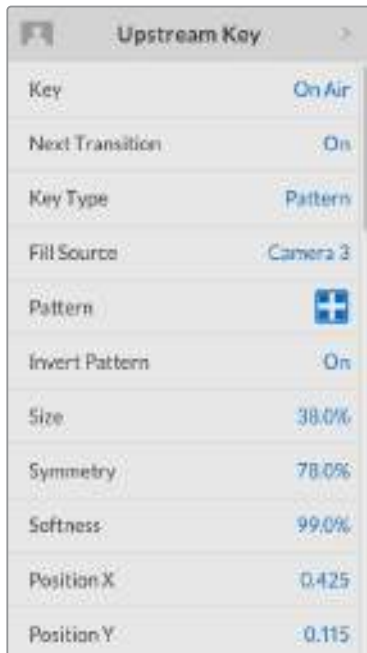 Upstream Key
Key On Air
Next Transition On
Key Type Pattern
Fill Source Camera 3
Pattern
Invert Pattern On
Size 38.0%
Symmetry 78.0%
Softness 99.0%
Position X 0.425
Position Y 0.115